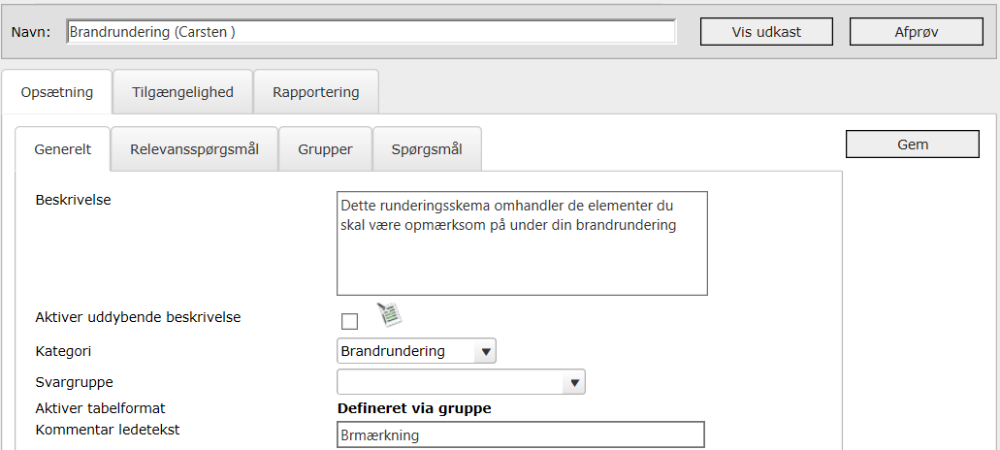 Navn: Brandrundering (Carsten ) Vis udkast Afprøv
Opsætning Tilgængelighed Rapportering
Generelt Relevansspørgsmål Grupper Spørgsmål Gem
Beskrivelse Dette runderingsskema omhandler de elementer du
skal være opmærksom på under din brandrundering
Aktiver uddybende beskrivelse
Kategori Brandrundering
Svargruppe
Aktiver tabelformat Defineret via gruppe
Kommentar ledetekst Brmærkning